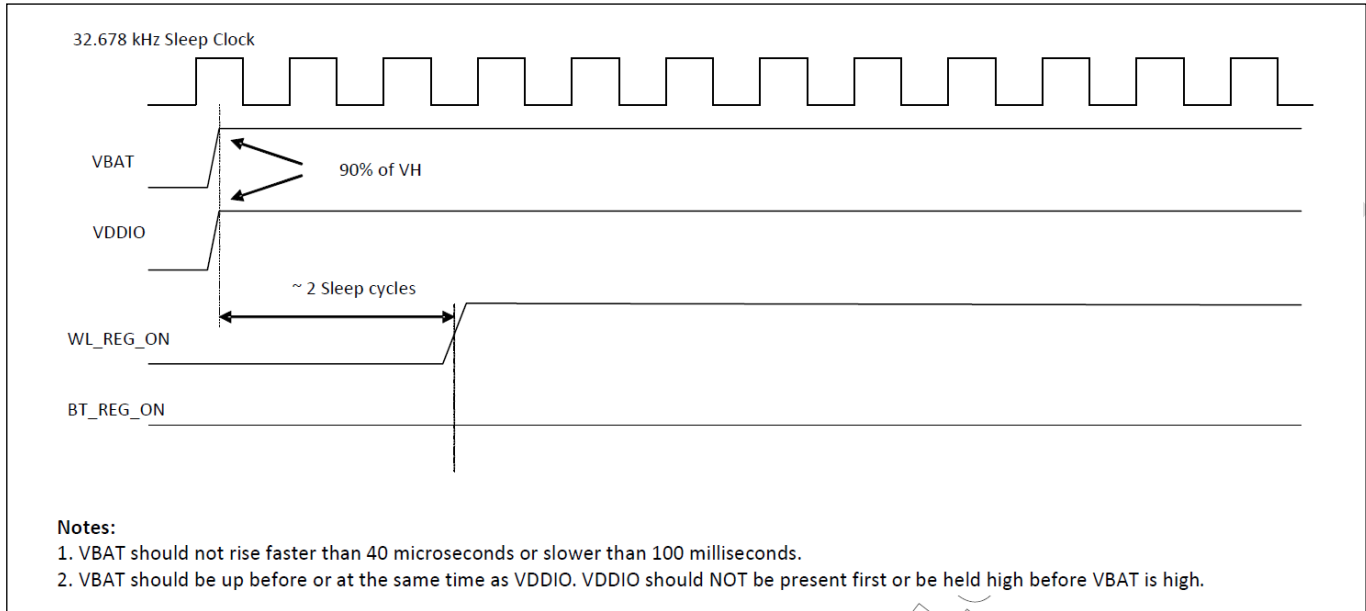 32.678 kHz Sleep Clock
VBAT
90% of VH
VDDIO
~ 2 Sleep cycles
WL_REG_ON
BT_REG_ON
Notes:
1. VBAT should not rise faster than 40 microseconds or slower than 100 milliseconds.
2. VBAT should be up before or at the same time as VDDIO. VDDIO should NOT be present first or be held high before VBAT is high.